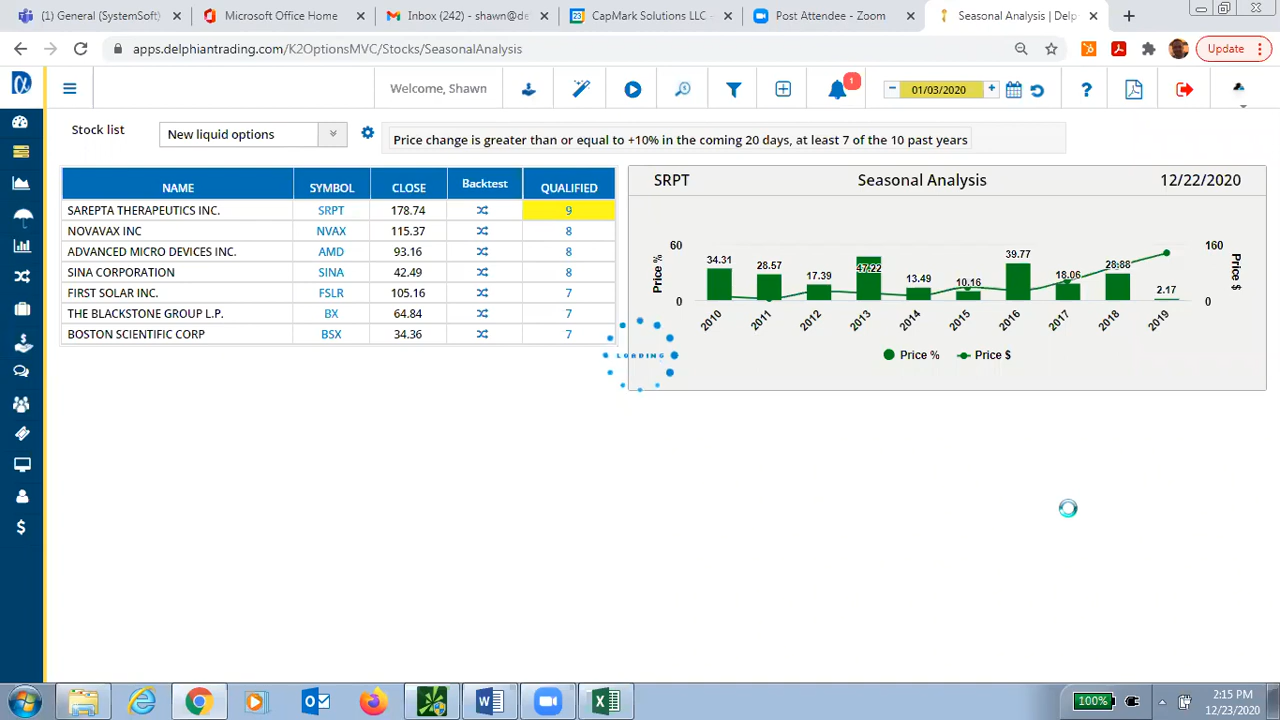 (1) General (SystemSoft)
Microsoft Office Home
Inbox (242) - shawn@de
CapMark Solutions LLC -
Post Attendee - Zoom
Seasonal Analysis | Delp
apps.delphiantrading.com/K2OptionsMVC/Stocks/SeasonalAnalysis
Update
Welcome, Shawn
1
01/03/2020
Stock list
New liquid options
Price change is greater than or equal to +10% in the coming 20 days, at least 7 of the 10 past years
NAME SYMBOL CLOSE Backtest QUALIFIED
SAREPTA THERAPEUTICS INC. SRPT 178.74 9
NOVAVAX INC NVAX 115.37 8
ADVANCED MICRO DEVICES INC. AMD 93.16 8
SINA CORPORATION SINA 42.49 8
FIRST SOLAR INC. FSLR 105.16 7
THE BLACKSTONE GROUP L.P. BX 64.84 7
BOSTON SCIENTIFIC CORP BSX 34.36 7
LOADING
SRPT Seasonal Analysis 12/22/2020
Price %
60
0
34.31 28.57 17.39 47.22 13.49 10.16 39.77 18.06 28.88 2.17
160
0
Price $
2010 2011 2012 2013 2014 2015 2016 2017 2018 2019
Price % Price $
100%
2:15 PM
12/23/2020